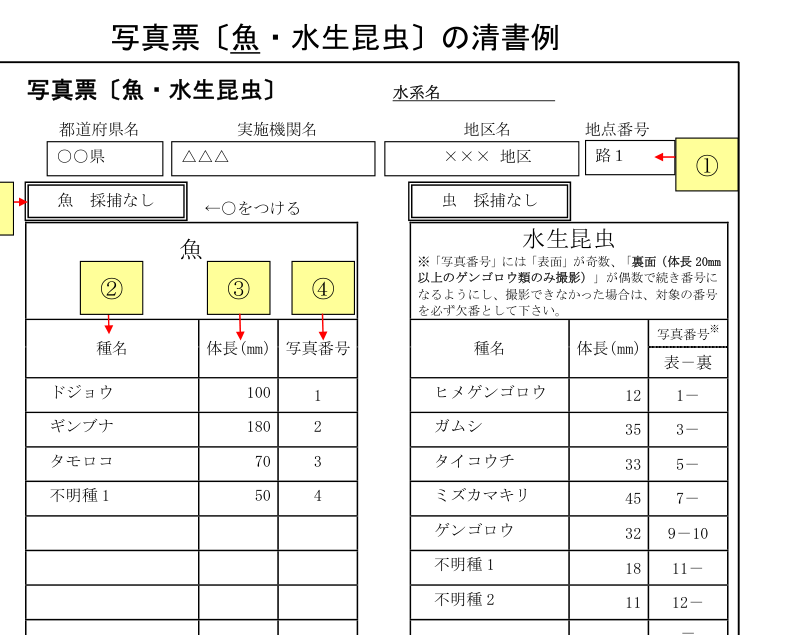 写真票〔魚・水生昆虫〕の清書例
写真票〔魚・水生昆虫〕
水系名
都道府県名
実施機関名
地区名
地点番号
〇〇県
△△△
××× 地区
路1
①
魚 採捕なし
←〇をつける
虫 採捕なし
魚
②
③
④
種名
体長(mm)
写真番号
ドジョウ 100 1
ギンブナ 180 2
タモロコ 70 3
不明種1 50 4
水生昆虫
※「写真番号」には「表面」が奇数、「裏面（体長20mm
以上のゲンゴロウ類のみ撮影）」が偶数で続き番号に
なるようにし、撮影できなかった場合は、対象の番号
を必ず欠番として下さい。
種名
体長(mm)
写真番号※
表－裏
ヒメゲンゴロウ 12 1－
ガムシ 35 3－
タイコウチ 33 5－
ミズカマキリ 45 7－
ゲンゴロウ 32 9－10
不明種1 18 11－
不明種2 11 12－
－